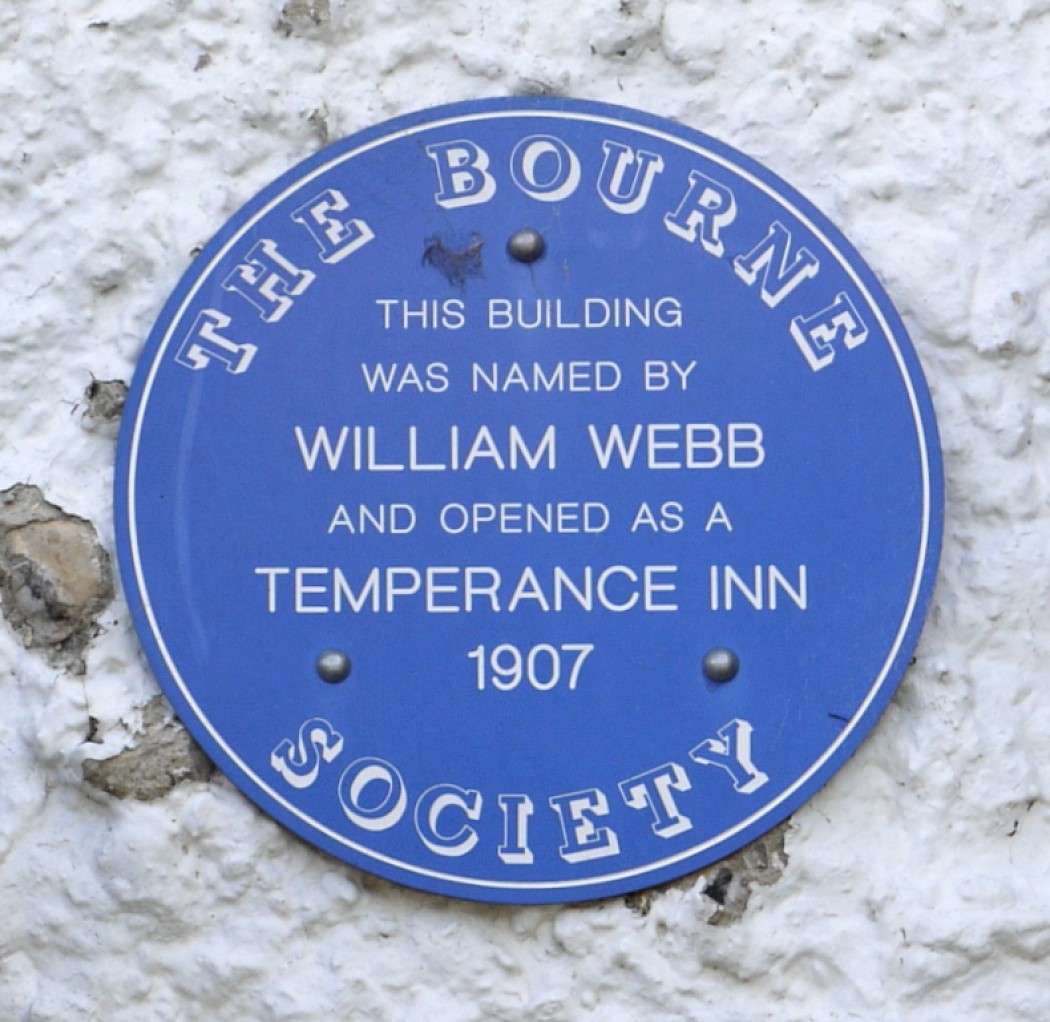 THE BOURNE
THIS BUILDING
WAS NAMED BY
WILLIAM WEBB
AND OPENED AS A
TEMPERANCE INN
1907
SOCIETY